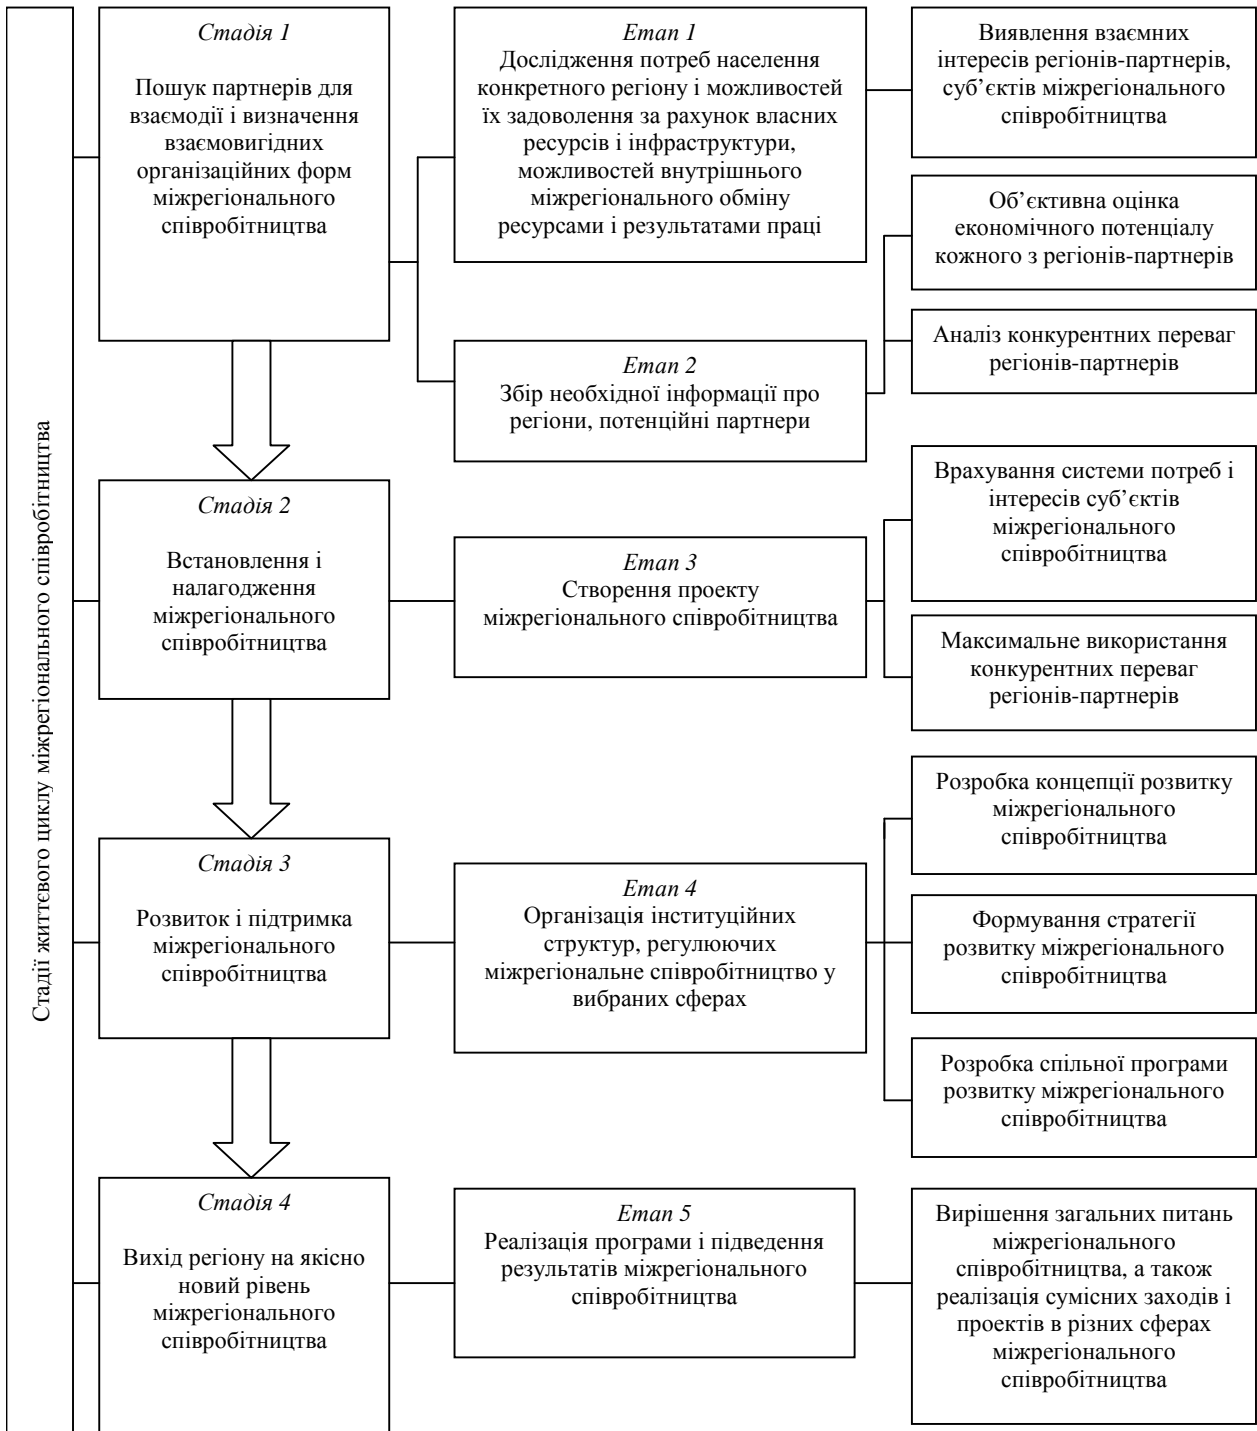 Стадії життєвого циклу міжрегіонального співробітництва
Стадія 1
Пошук партнерів для
взаємодії і визначення
взаємовигідних
організаційних форм
міжрегіонального
співробітництва
Етап 1
Дослідження потреб населення
конкретного регіону і можливостей
їх задоволення за рахунок власних
ресурсів і інфраструктури,
можливостей внутрішнього
міжрегіонального обміну
ресурсами і результатами праці
Виявлення взаємних
інтересів регіонів-партнерів,
суб’єктів міжрегіонального
співробітництва
Етап 2
Збір необхідної інформації про
регіони, потенційні партнери
Об’єктивна оцінка
економічного потенціалу
кожного з регіонів-партнерів
Аналіз конкурентних переваг
регіонів-партнерів
Стадія 2
Встановлення і
налагодження
міжрегіонального
співробітництва
Етап 3
Створення проекту
міжрегіонального співробітництва
Врахування системи потреб і
інтересів суб’єктів
міжрегіонального
співробітництва
Максимальне використання
конкурентних переваг
регіонів-партнерів
Стадія 3
Розвиток і підтримка
міжрегіонального
співробітництва
Етап 4
Організація інституційних
структур, регулюючих
міжрегіональне співробітництво у
вибраних сферах
Розробка концепції розвитку
міжрегіонального
співробітництва
Формування стратегії
розвитку міжрегіонального
співробітництва
Розробка спільної програми
розвитку міжрегіонального
співробітництва
Стадія 4
Вихід регіону на якісно
новий рівень
міжрегіонального
співробітництва
Етап 5
Реалізація програми і підведення
результатів міжрегіонального
співробітництва
Вирішення загальних питань
міжрегіонального
співробітництва, а також
реалізація сумісних заходів і
проектів в різних сферах
міжрегіонального
співробітництва